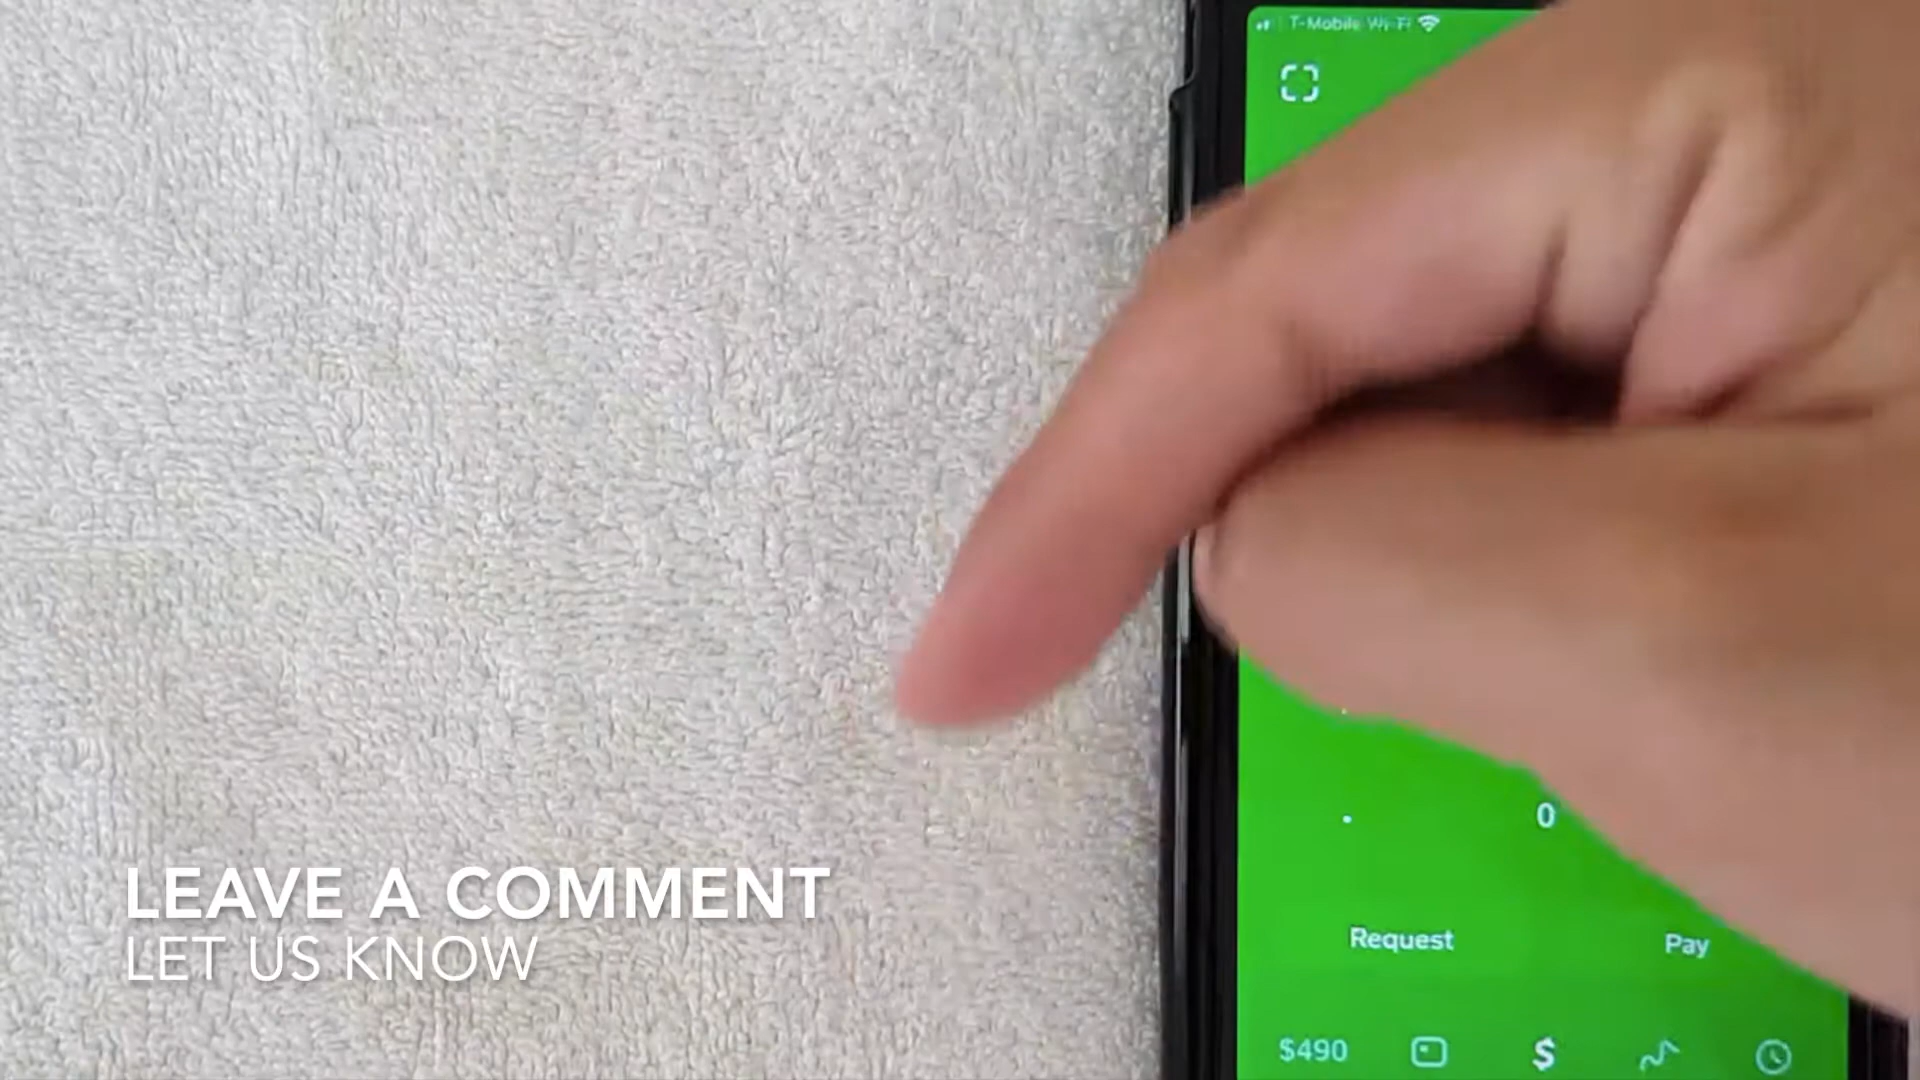 T-Mobile Wi-Fi
. 0
Request Pay
$490 $
LEAVE A COMMENT
LET US KNOW